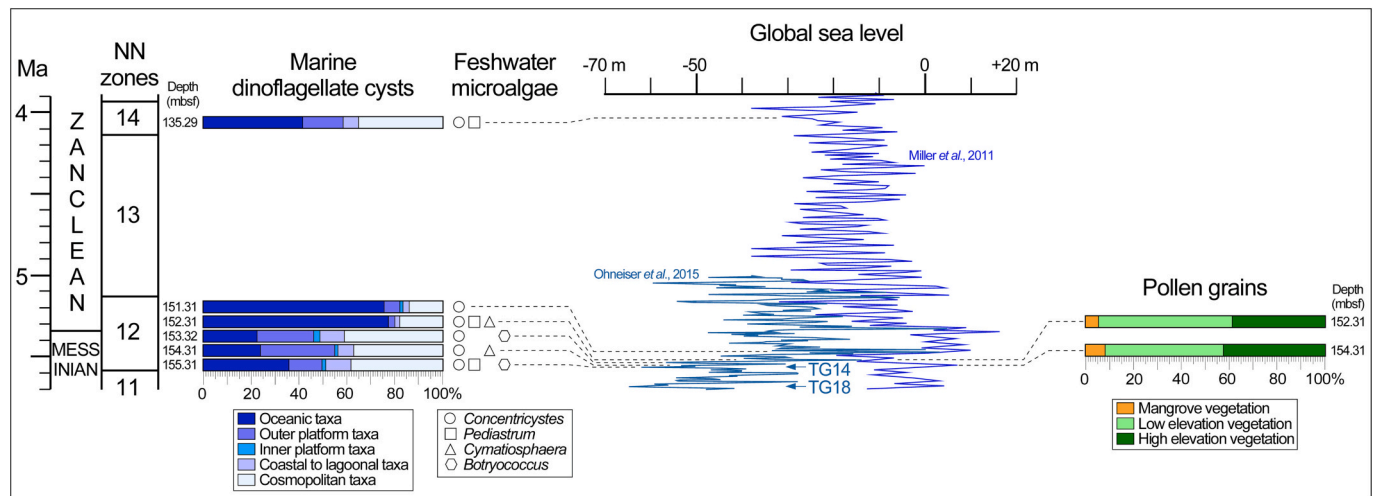 Ma
NN
zones
Depth
(mbsf)
Marine
dinoflagellate cysts
Feshwater
microalgae
Global sea level
-70 m
-50
0
+20 m
4
5
Z
A
N
C
L
E
A
N
MESS
INIAN
14
13
12
11
135.29
151.31
152.31
153.32
154.31
155.31
0 20 40 60 80 100%
Miller et al., 2011
Ohneiser et al., 2015
TG14
TG18
Pollen grains
Depth
(mbsf)
152.31
154.31
0 20 40 60 80 100%
Oceanic taxa
Outer platform taxa
Inner platform taxa
Coastal to lagoonal taxa
Cosmopolitan taxa
Concentricystes
Pediastrum
Cymatiosphaera
Botryococcus
Mangrove vegetation
Low elevation vegetation
High elevation vegetation